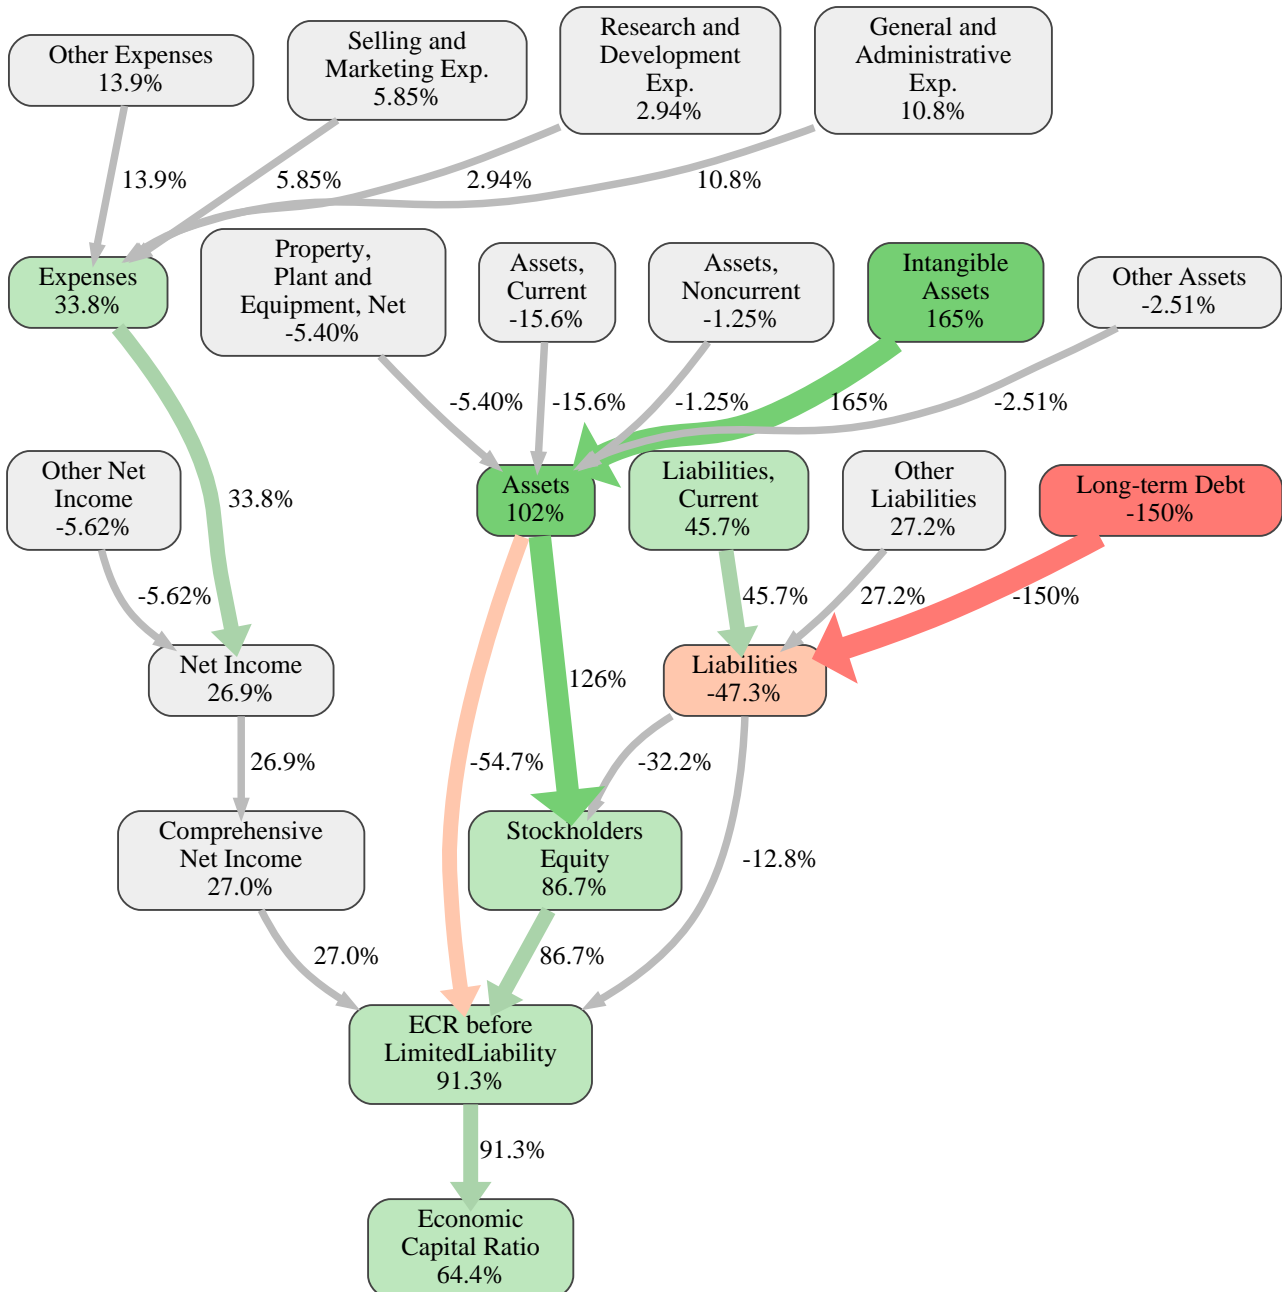 Other Expenses
13.9%
Selling and
Marketing Exp.
5.85%
Research and
Development
Exp.
2.94%
General and
Administrative
Exp.
10.8%
13.9%
5.85%
2.94%
10.8%
Expenses
33.8%
Property,
Plant and
Equipment, Net
-5.40%
Assets,
Current
-15.6%
Assets,
Noncurrent
-1.25%
Intangible
Assets
165%
Other Assets
-2.51%
-5.40%
-15.6%
-1.25%
165%
-2.51%
Other Net
Income
-5.62%
33.8%
Assets
102%
Liabilities,
Current
45.7%
Other
Liabilities
27.2%
Long-term Debt
-150%
-5.62%
45.7%
27.2%
-150%
Net Income
26.9%
126%
Liabilities
-47.3%
26.9%
-54.7%
-32.2%
Comprehensive
Net Income
27.0%
Stockholders
Equity
86.7%
-12.8%
27.0%
86.7%
ECR before
LimitedLiability
91.3%
91.3%
Economic
Capital Ratio
64.4%